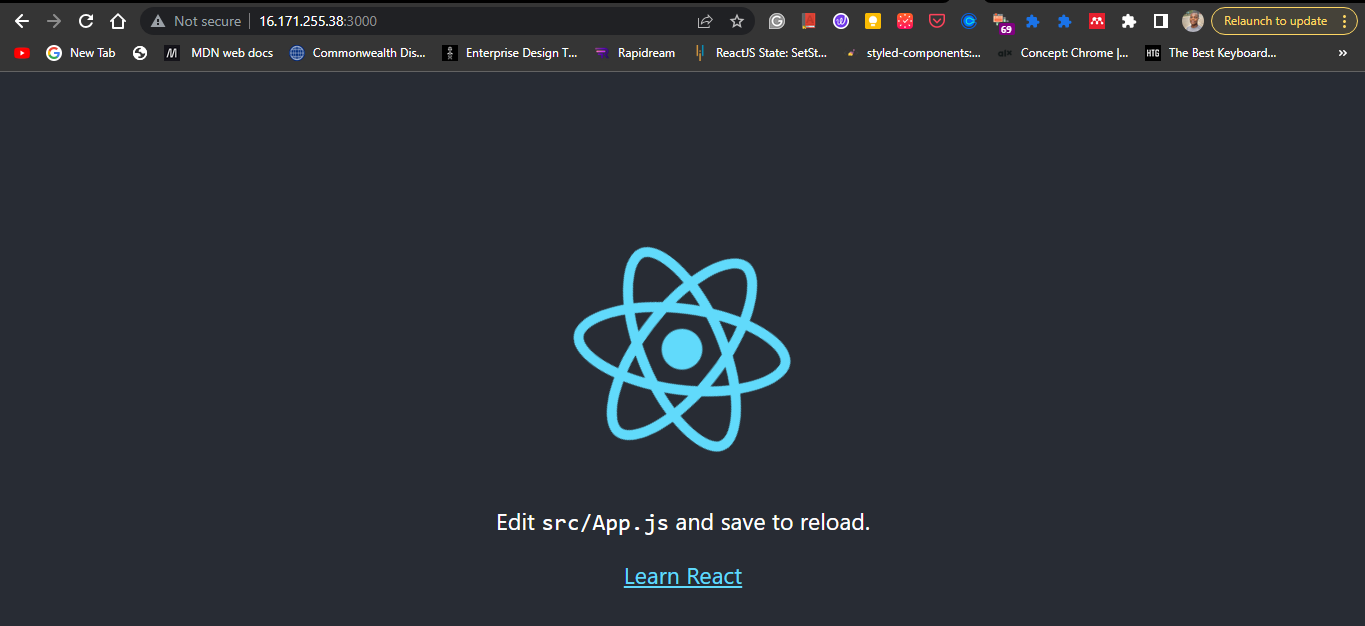 Not secure 16.171.255.38:3000
69
Relaunch to update
New Tab
M MDN web docs
Commonwealth Dis...
Enterprise Design T...
Rapidream
ReactJS State: SetSt...
styled-components:...
Concept: Chrome |...
HTG The Best Keyboard...
»
Edit src/App.js and save to reload.
Learn React